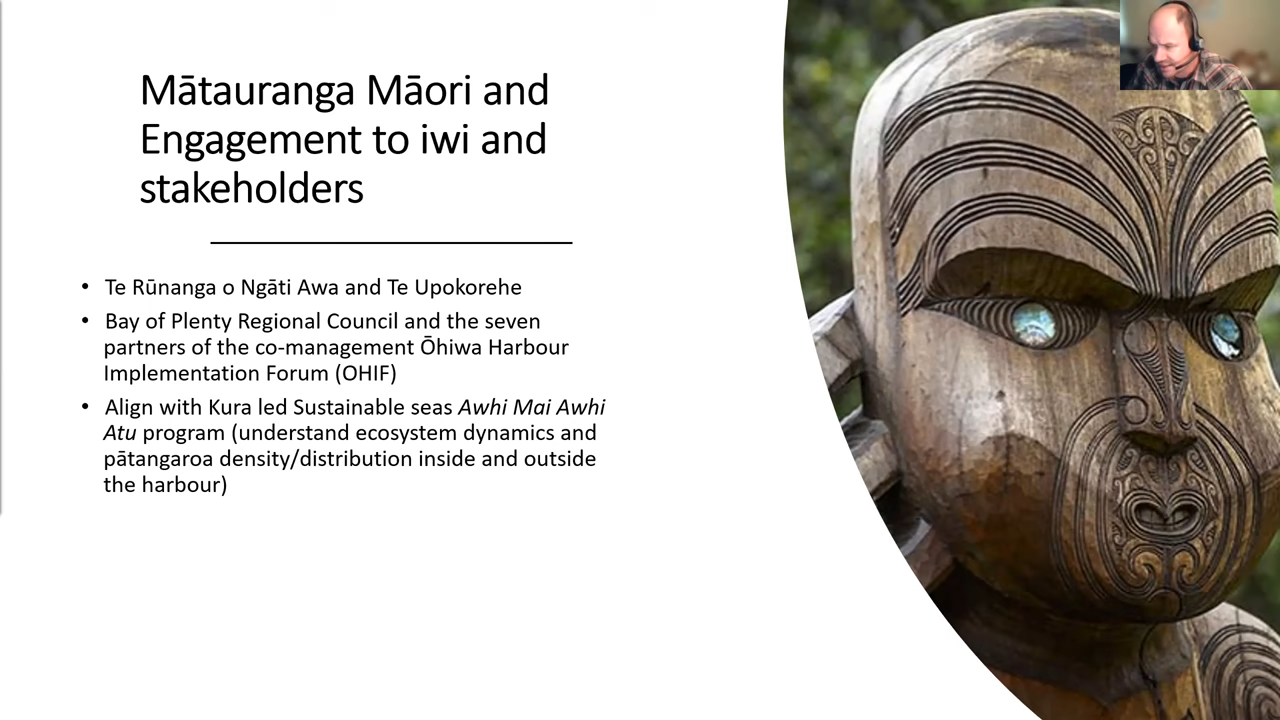 Mātauranga Māori and
Engagement to iwi and
stakeholders
• Te Rūnanga o Ngāti Awa and Te Upokorehe
• Bay of Plenty Regional Council and the seven
partners of the co-management Ōhiwa Harbour
Implementation Forum (OHIF)
• Align with Kura led Sustainable seas Awhi Mai Awhi
Atu program (understand ecosystem dynamics and
pātangaroa density/distribution inside and outside
the harbour)